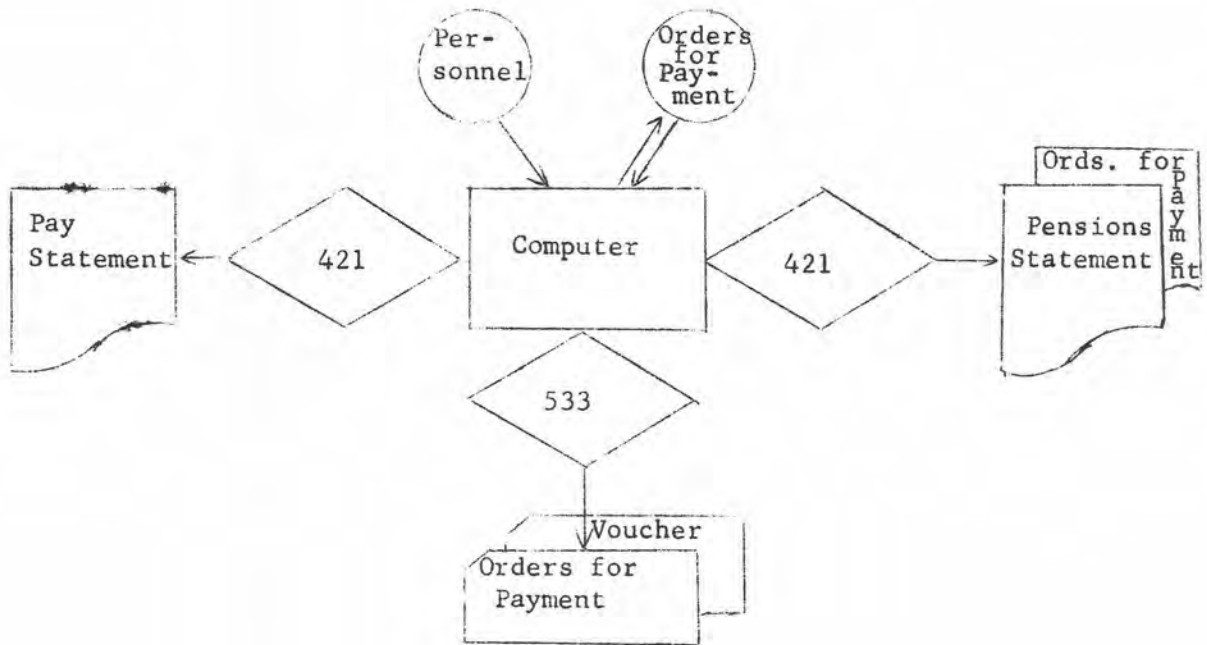 Per-
sonnel
Orders
for
Pay-
ment
Pay
Statement
421
Computer
421
Ords. for
Payment
Pensions
Statement
533
Voucher
Orders for
Payment